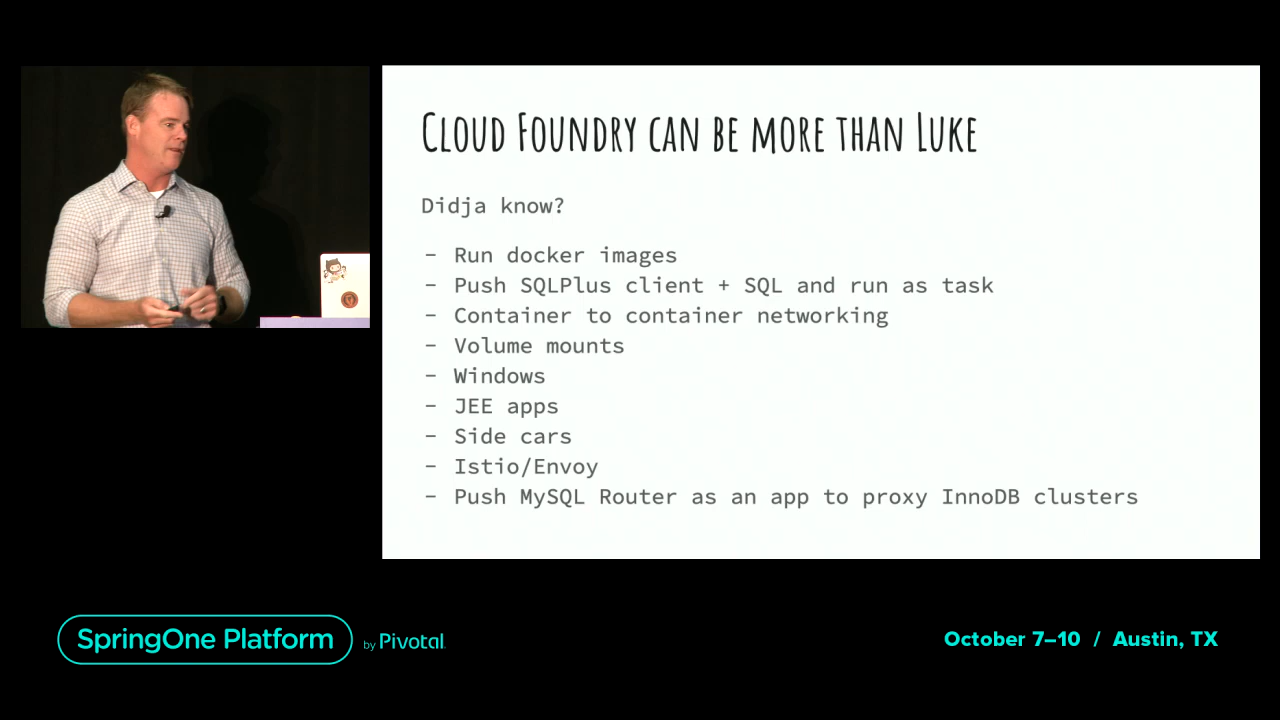 Cloud Foundry can be more than Luke
Didja know?
- Run docker images
- Push SQLPlus client + SQL and run as task
- Container to container networking
- Volume mounts
- Windows
- JEE apps
- Side cars
- Istio/Envoy
- Push MySQL Router as an app to proxy InnoDB clusters
SpringOne Platform by Pivotal
October 7–10 / Austin, TX